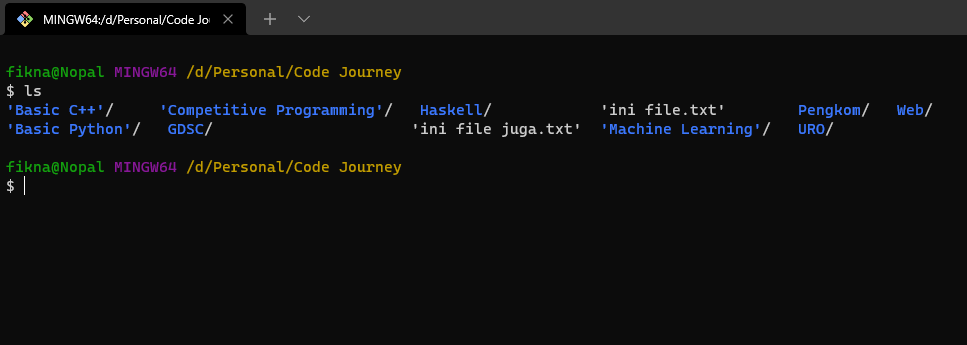 MINGW64:/d/Personal/Code Jou
fikna@Nopal MINGW64 /d/Personal/Code Journey
$ ls
'Basic C++'/ 'Competitive Programming'/ Haskell/ 'ini file.txt' Pengkom/ Web/
'Basic Python'/ GDSC/ 'ini file juga.txt' 'Machine Learning'/ URO/
fikna@Nopal MINGW64 /d/Personal/Code Journey
$